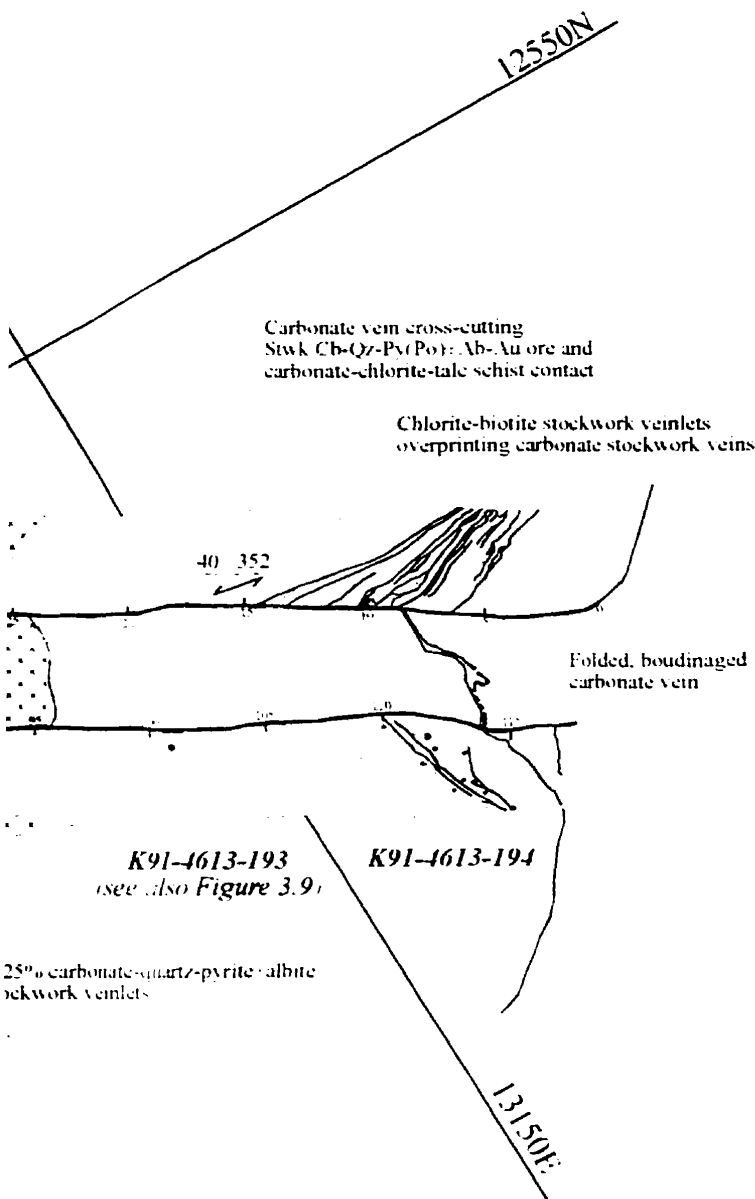 12550N
Carbonate vein cross-cutting
Stwk Cb-Qz-Py(Po)±Ab-Au ore and
carbonate-chlorite-talc schist contact
Chlorite-biotite stockwork veinlets
overprinting carbonate stockwork veins
40 352
Folded, boudinaged
carbonate vein
K91-4613-193
(see also Figure 3.9)
K91-4613-194
25% carbonate-quartz-pyrite±albite
ockwork veinlets
13150E